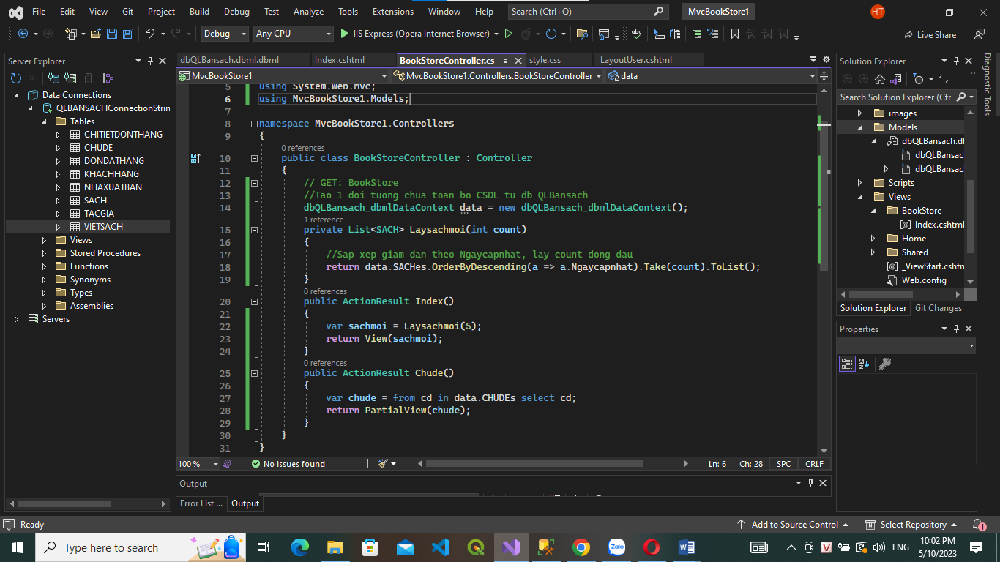 File Edit View Git Project Build Debug Test Analyze Tools Extensions Window Help Search (Ctrl+Q) MvcBookStore1 HT
Debug Any CPU IIS Express (Opera Internet Browser) Live Share
Server Explorer
Data Connections
QLBANSACHConnectionStrin
Tables
CHITIETDONTHANG
CHUDE
DONDATHANG
KHACHHANG
NHAXUATBAN
SACH
TACGIA
VIETSACH
Views
Stored Procedures
Functions
Synonyms
Types
Assemblies
Servers
dbQLBansach.dbml.dbml Index.cshtml BookStoreController.cs style.css _LayoutUser.cshtml
MvcBookStore1 MvcBookStore1.Controllers.BookStoreController data
5 using System.Web.Mvc;
6 using MvcBookStore1.Models;
7
8 namespace MvcBookStore1.Controllers
9 {
0 references
10 public class BookStoreController : Controller
11 {
12 // GET: BookStore
13 //Tao 1 doi tuong chua toan bo CSDL tu db QLBansach
14 dbQLBansach_dbmlDataContext data = new dbQLBansach_dbmlDataContext();
1 reference
15 private List<SACH> Laysachmoi(int count)
16 {
17 //Sap xep giam dan theo Ngaycapnhat, lay count dong dau
18 return data.SACHes.OrderByDescending(a => a.Ngaycapnhat).Take(count).ToList();
19 }
0 references
20 public ActionResult Index()
21 {
22 var sachmoi = Laysachmoi(5);
23 return View(sachmoi);
24 }
0 references
25 public ActionResult Chude()
26 {
27 var chude = from cd in data.CHUDEs select cd;
28 return PartialView(chude);
29 }
30 }
31 }
100 % No issues found Ln: 6 Ch: 28 SPC CRLF
Output
Error List ... Output
Solution Explorer
Search Solution Explorer (Ctr
images
Models
dbQLBansach.d
dbQLBansac
dbQLBansac
Scripts
Views
BookStore
Index.cshtml
Home
Shared
_ViewStart.cshtm
Web.config
Solution Explorer Git Changes
Properties
Diagnostic Tools
Ready Add to Source Control Select Repository 1
Type here to search Zalo V ENG 10:02 PM
5/10/2023